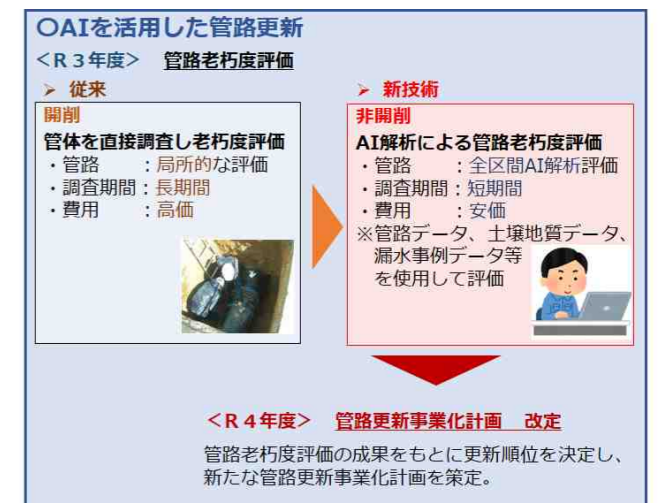 〇AIを活用した管路更新
＜R３年度＞ 管路老朽度評価
➢ 従来
開削
管体を直接調査し老朽度評価
・管路 ：局所的な評価
・調査期間：長期間
・費用 ：高価
➢ 新技術
非開削
AI解析による管路老朽度評価
・管路 ：全区間AI解析評価
・調査期間：短期間
・費用 ：安価
※管路データ、土壌地質データ、
漏水事例データ等
を使用して評価
＜R４年度＞ 管路更新事業化計画 改定
管路老朽度評価の成果をもとに更新順位を決定し、
新たな管路更新事業化計画を策定。